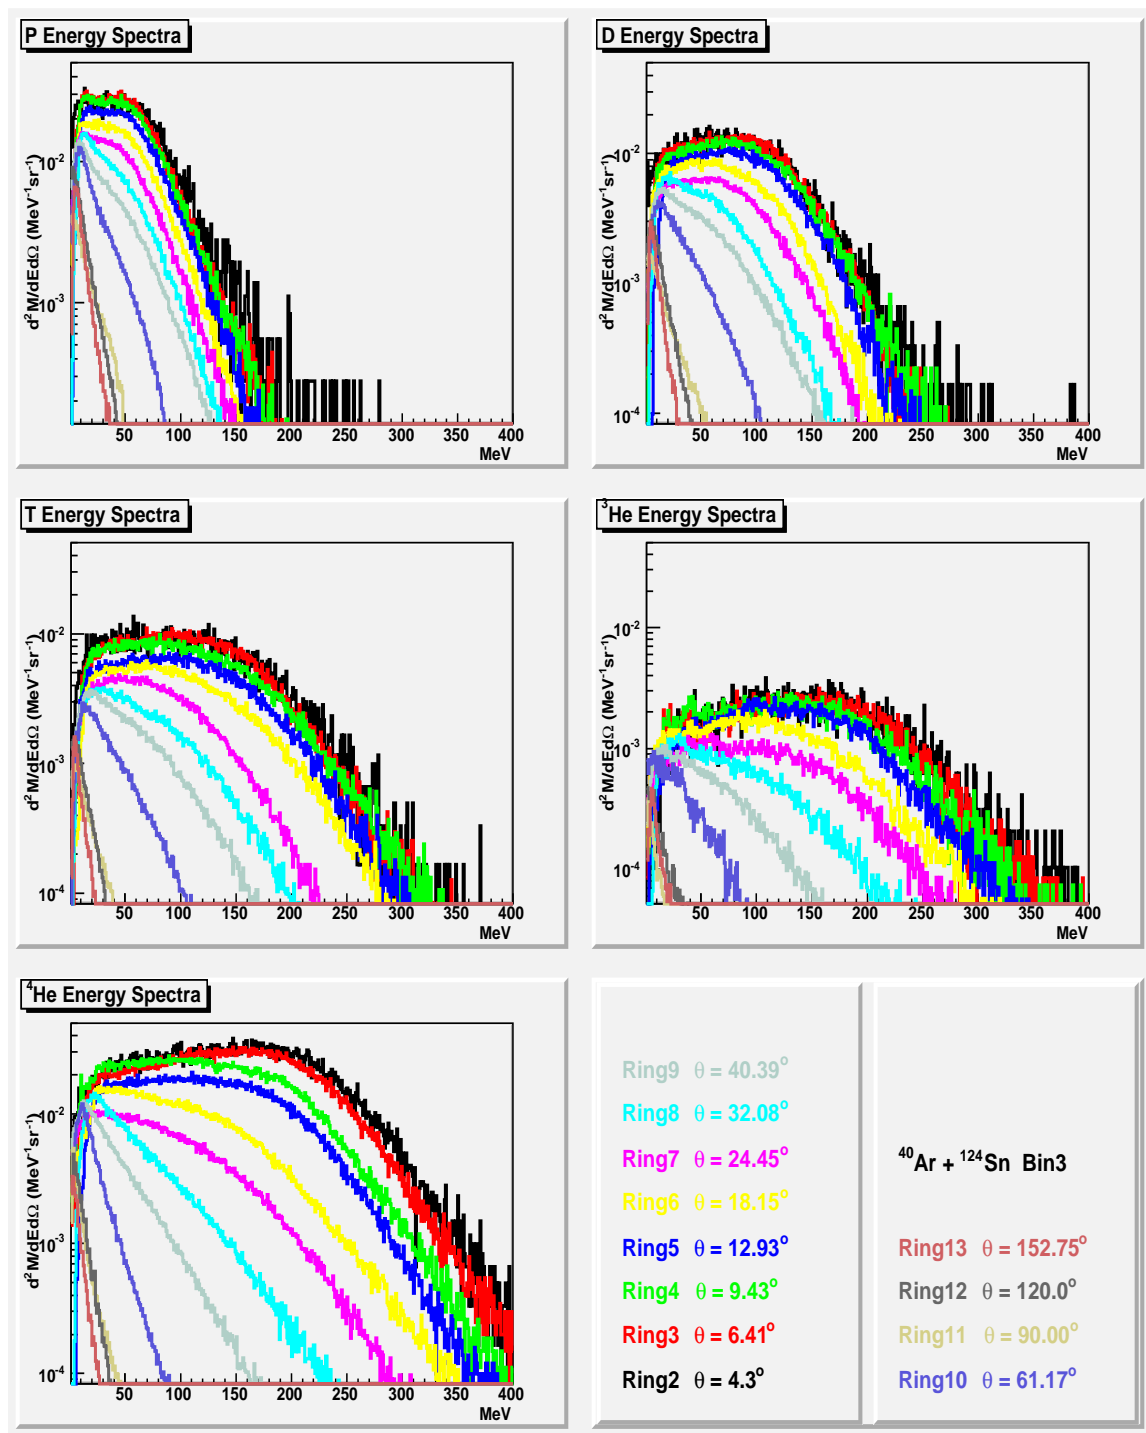 P Energy Spectra
d²M/dEdΩ (MeV⁻¹sr⁻¹)
10⁻²
10⁻³
50 100 150 200 250 300 350 400
MeV
D Energy Spectra
d²M/dEdΩ (MeV⁻¹sr⁻¹)
10⁻²
10⁻³
10⁻⁴
50 100 150 200 250 300 350 400
MeV
T Energy Spectra
d²M/dEdΩ (MeV⁻¹sr⁻¹)
10⁻²
10⁻³
10⁻⁴
50 100 150 200 250 300 350 400
MeV
³He Energy Spectra
d²M/dEdΩ (MeV⁻¹sr⁻¹)
10⁻²
10⁻³
10⁻⁴
50 100 150 200 250 300 350 400
MeV
⁴He Energy Spectra
d²M/dEdΩ (MeV⁻¹sr⁻¹)
10⁻²
10⁻³
10⁻⁴
50 100 150 200 250 300 350 400
MeV
Ring9 θ = 40.39°
Ring8 θ = 32.08°
Ring7 θ = 24.45°
Ring6 θ = 18.15°
Ring5 θ = 12.93°
Ring4 θ = 9.43°
Ring3 θ = 6.41°
Ring2 θ = 4.3°
⁴⁰Ar + ¹²⁴Sn Bin3
Ring13 θ = 152.75°
Ring12 θ = 120.0°
Ring11 θ = 90.00°
Ring10 θ = 61.17°